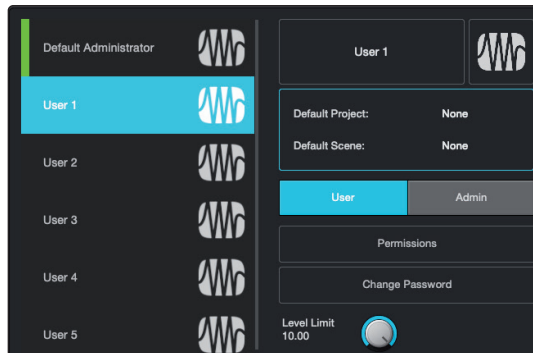 Default Administrator
User 1
User 2
User 3
User 4
User 5
User 1
Default Project: None
Default Scene: None
User Admin
Permissions
Change Password
Level Limit
10.00